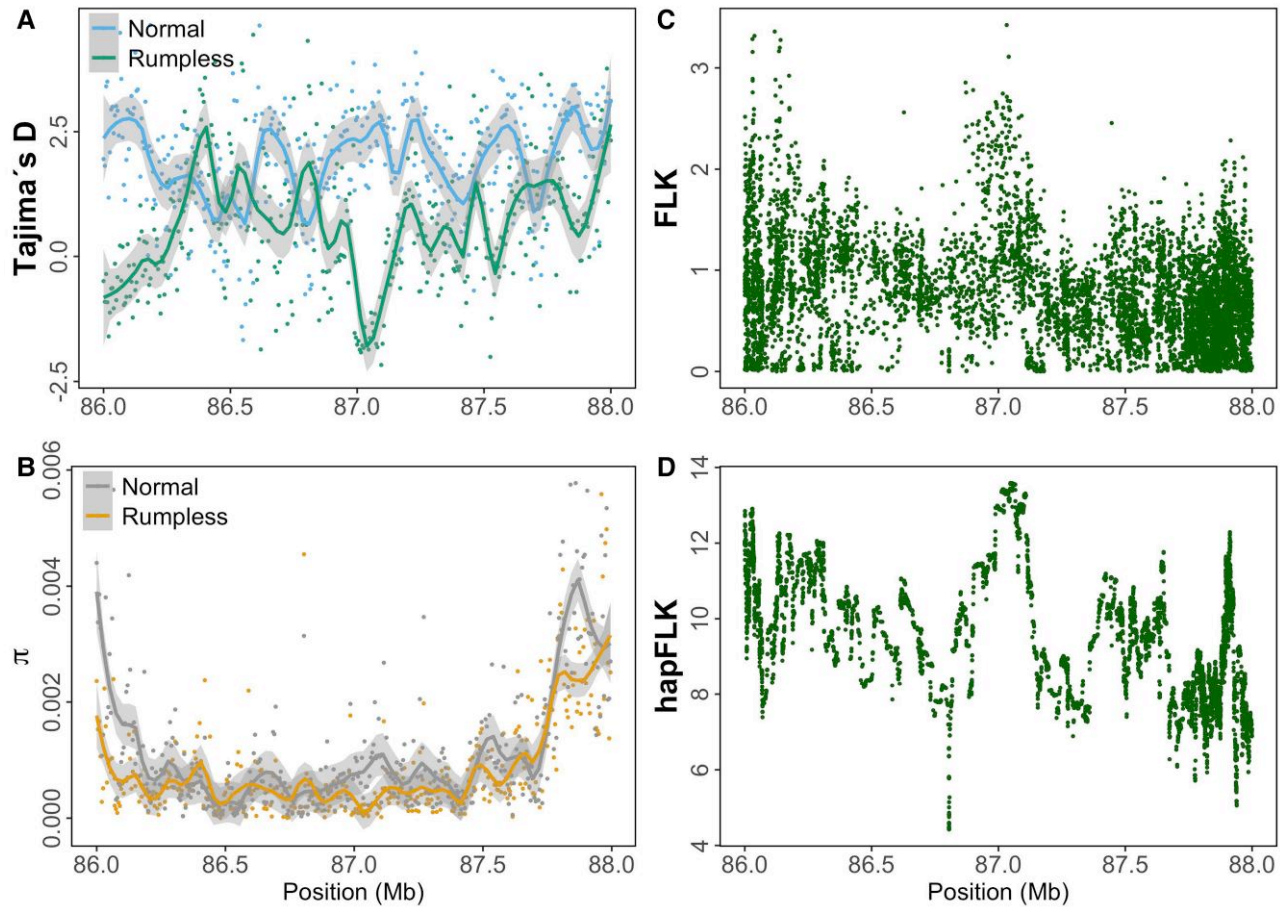 A
Normal
Rumpless
Tajima´s D
2.5
0.0
-2.5
86.0 86.5 87.0 87.5 88.0
B
Normal
Rumpless
π
0.006
0.004
0.002
0.000
86.0 86.5 87.0 87.5 88.0
Position (Mb)
C
FLK
3
2
1
0
86.0 86.5 87.0 87.5 88.0
D
hapFLK
14
12
10
8
6
4
86.0 86.5 87.0 87.5 88.0
Position (Mb)